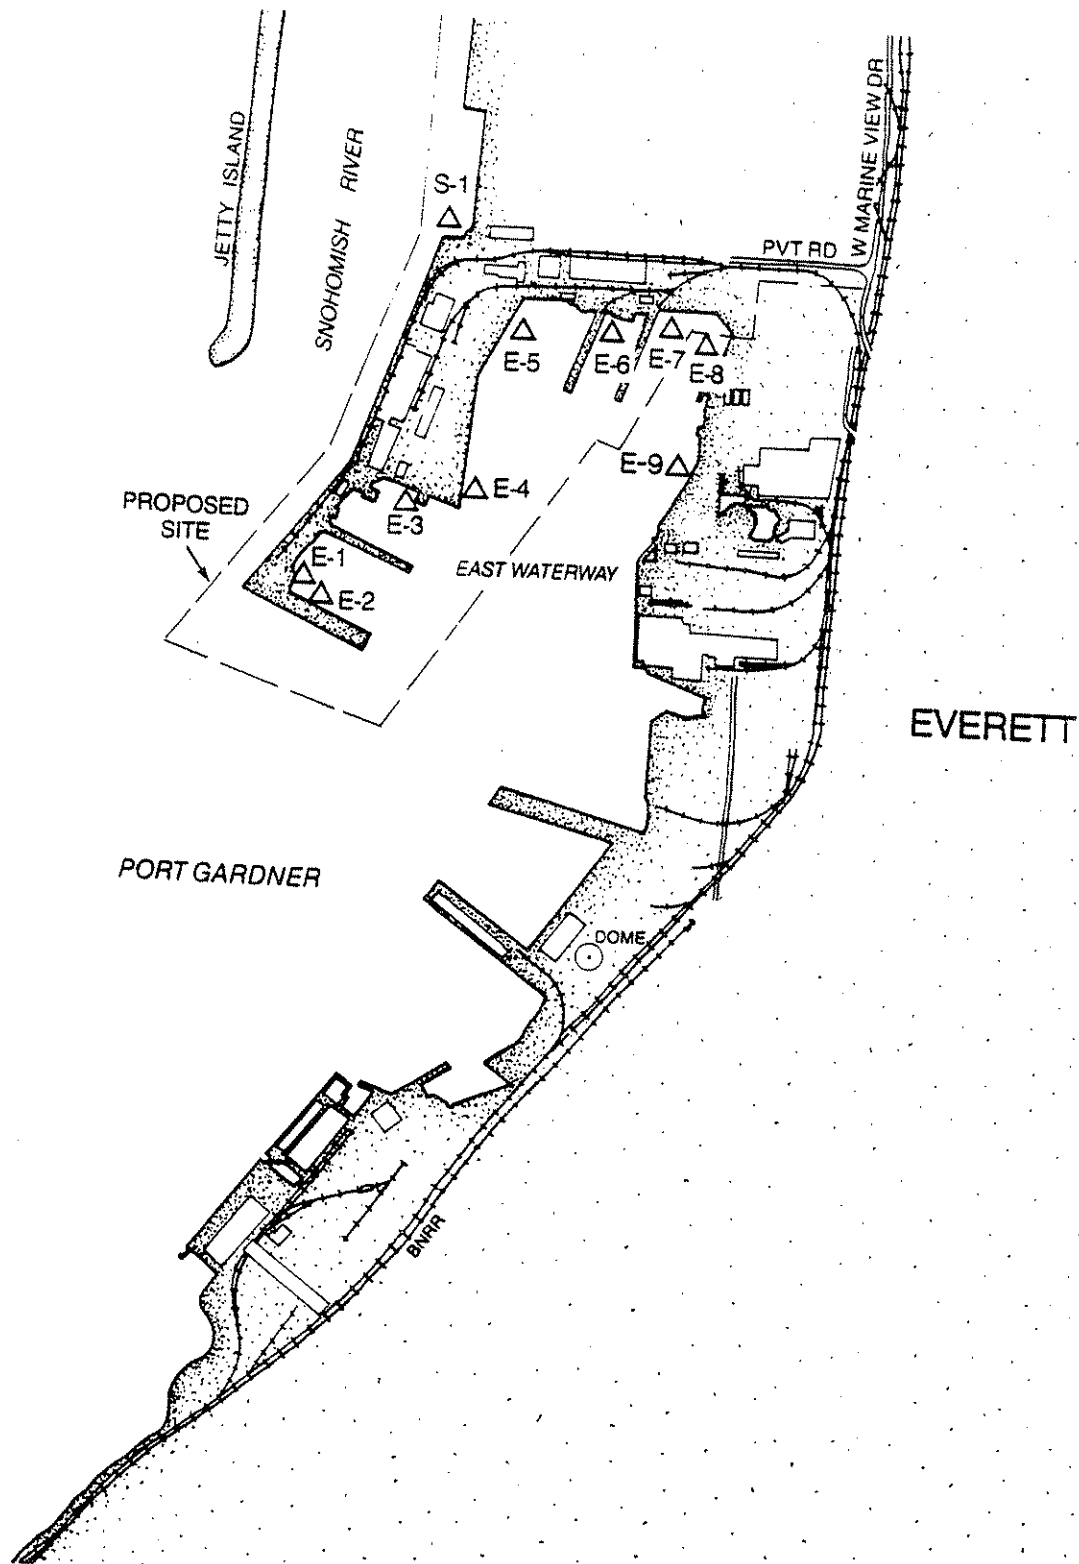 JETTY ISLAND
SNOHOMISH RIVER
S-1
W MARINE VIEW DR
PVT RD
E-5
E-6
E-7
E-8
E-9
E-4
E-3
PROPOSED
SITE
E-1
E-2
EAST WATERWAY
EVERETT
PORT GARDNER
DOME
BNRR